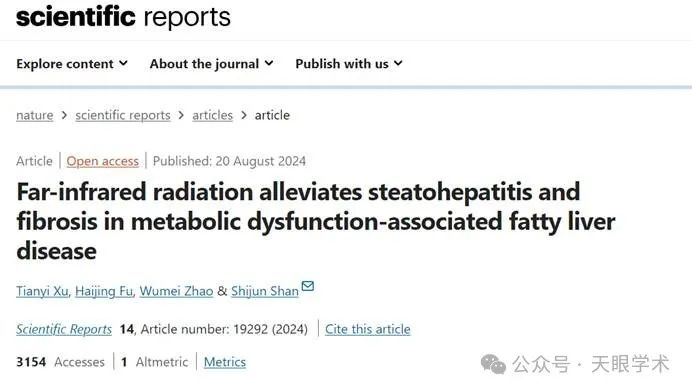 scientific reports
Explore content About the journal Publish with us
nature > scientific reports > articles > article
Article | Open access | Published: 20 August 2024
Far-infrared radiation alleviates steatohepatitis and
fibrosis in metabolic dysfunction-associated fatty liver
disease
Tianyi Xu, Haijing Fu, Wumei Zhao & Shijun Shan
Scientific Reports 14, Article number: 19292 (2024) | Cite this article
3154 Accesses | 1 Altmetric | Metrics
公众号 · 天眼学术